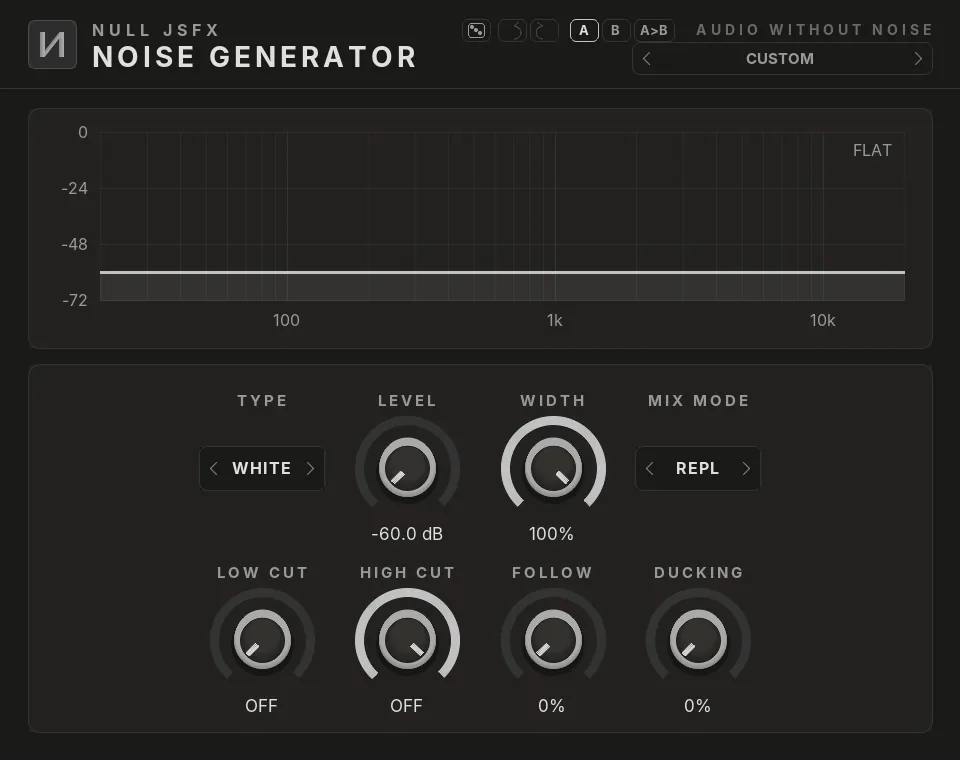 NULL JSFX
NOISE GENERATOR
A B A>B
AUDIO WITHOUT NOISE
CUSTOM
0
-24
-48
-72
FLAT
100 1k 10k
TYPE LEVEL WIDTH MIX MODE
WHITE REPL
-60.0 dB 100%
LOW CUT HIGH CUT FOLLOW DUCKING
OFF OFF 0% 0%